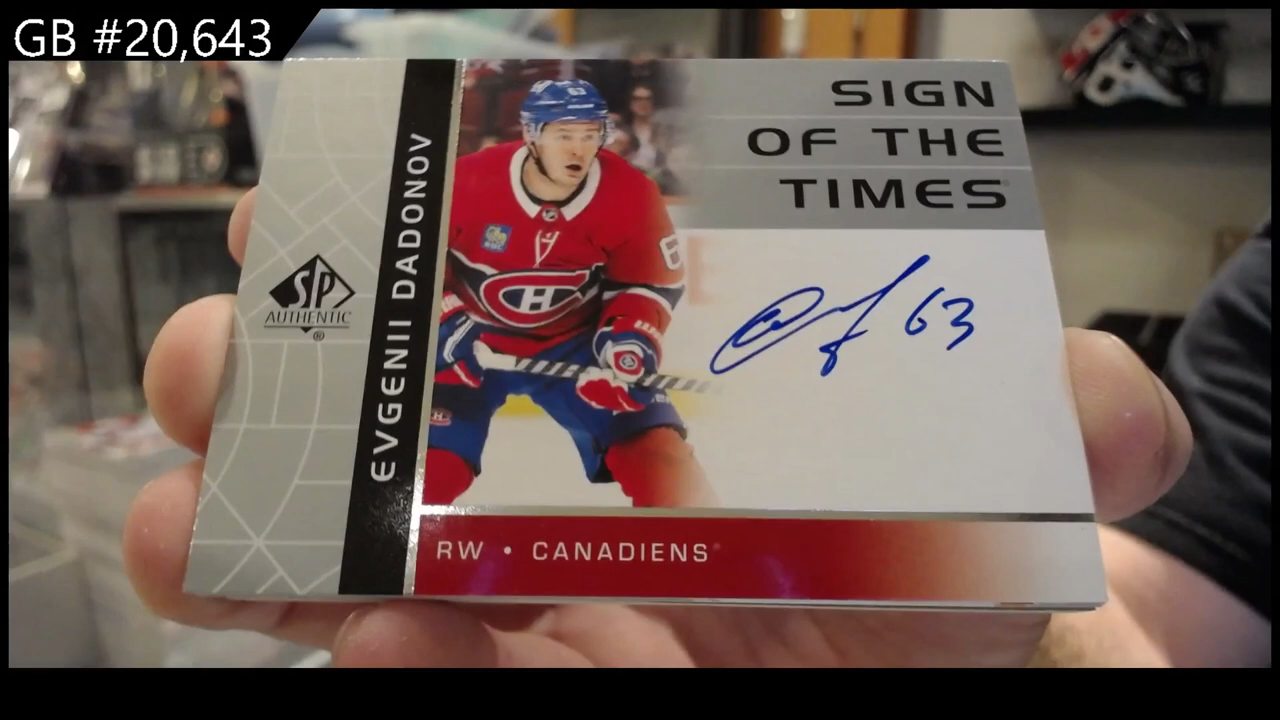 GB #20,643
SIGN
OF THE
TIMES
EVGENII DADONOV
SP
AUTHENTIC
®
63
RW • CANADIENS